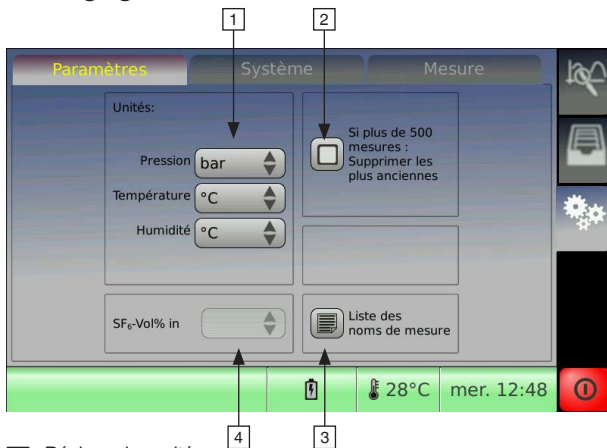 1
2
Paramètres
Système
Mesure
Unités:
Pression bar
Température °C
Humidité °C
Si plus de 500
mesures :
Supprimer les
plus anciennes
SF₆-Vol% in
Liste des
noms de mesure
28°C
mer. 12:48
4
3